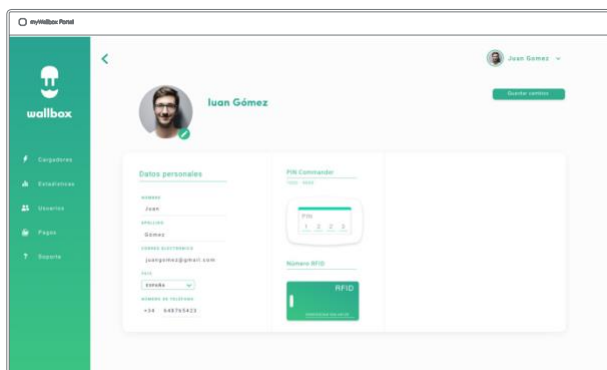 myWallbox Portal
wallbox
Juan Gomez
Guardar cambios
Iuan Gómez
Cargadores
Estadísticas
Usuarios
Pagos
Soporte
Datos personales
NOMBRE
Juan
APELLIDO
Gómez
CORREO ELECTRÓNICO
juangomez@gmail.com
PAÍS
ESPAÑA
NÚMERO DE TELÉFONO
+34 648765423
PIN Commander
PIN
1 2 2 3
Número RFID
RFID